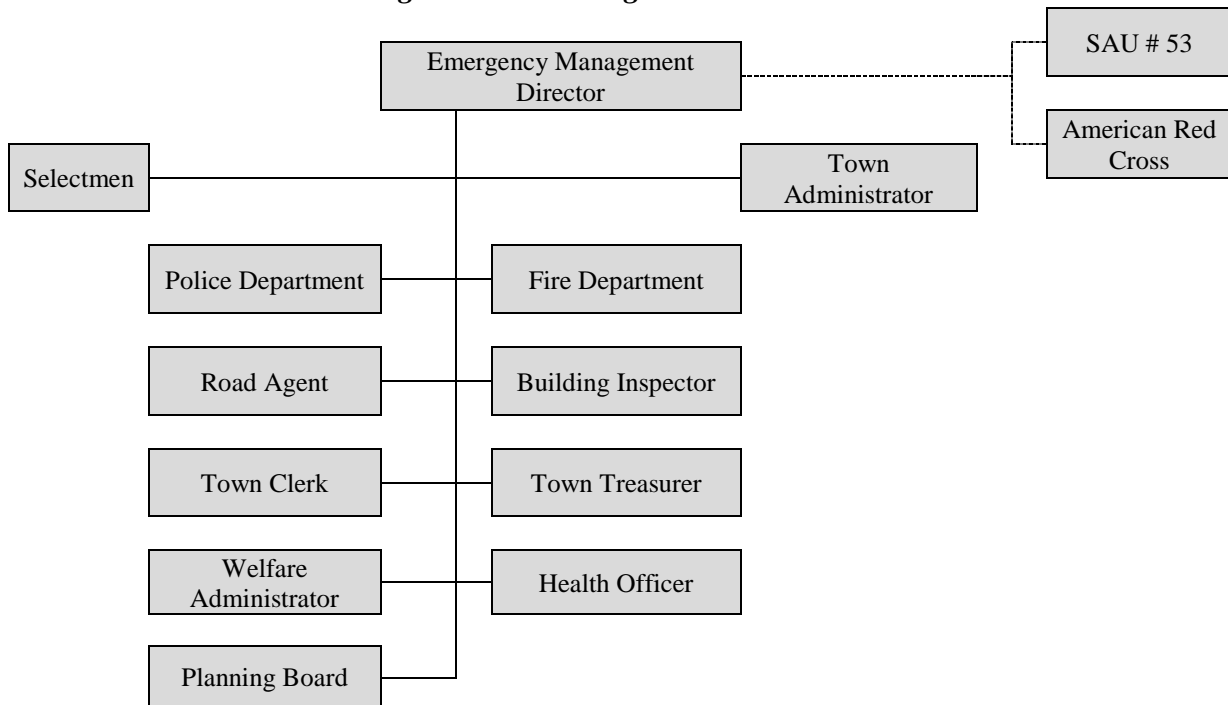 SAU # 53
Emergency Management
Director
American Red
Cross
Selectmen
Town
Administrator
Police Department
Fire Department
Road Agent
Building Inspector
Town Clerk
Town Treasurer
Welfare
Administrator
Health Officer
Planning Board